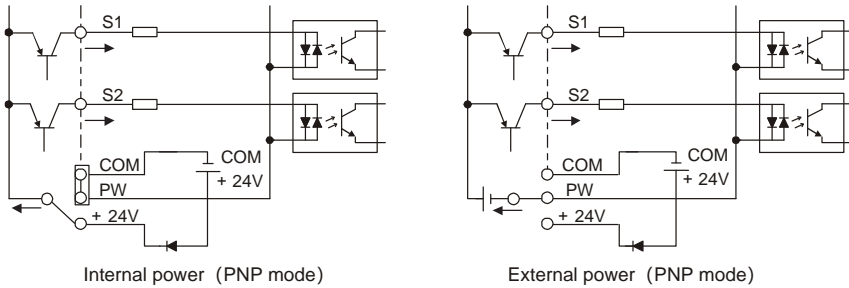 S1
S2
COM
COM
+ 24V
PW
+ 24V
Internal power (PNP mode)
S1
S2
COM
COM
+ 24V
PW
+ 24V
External power (PNP mode)